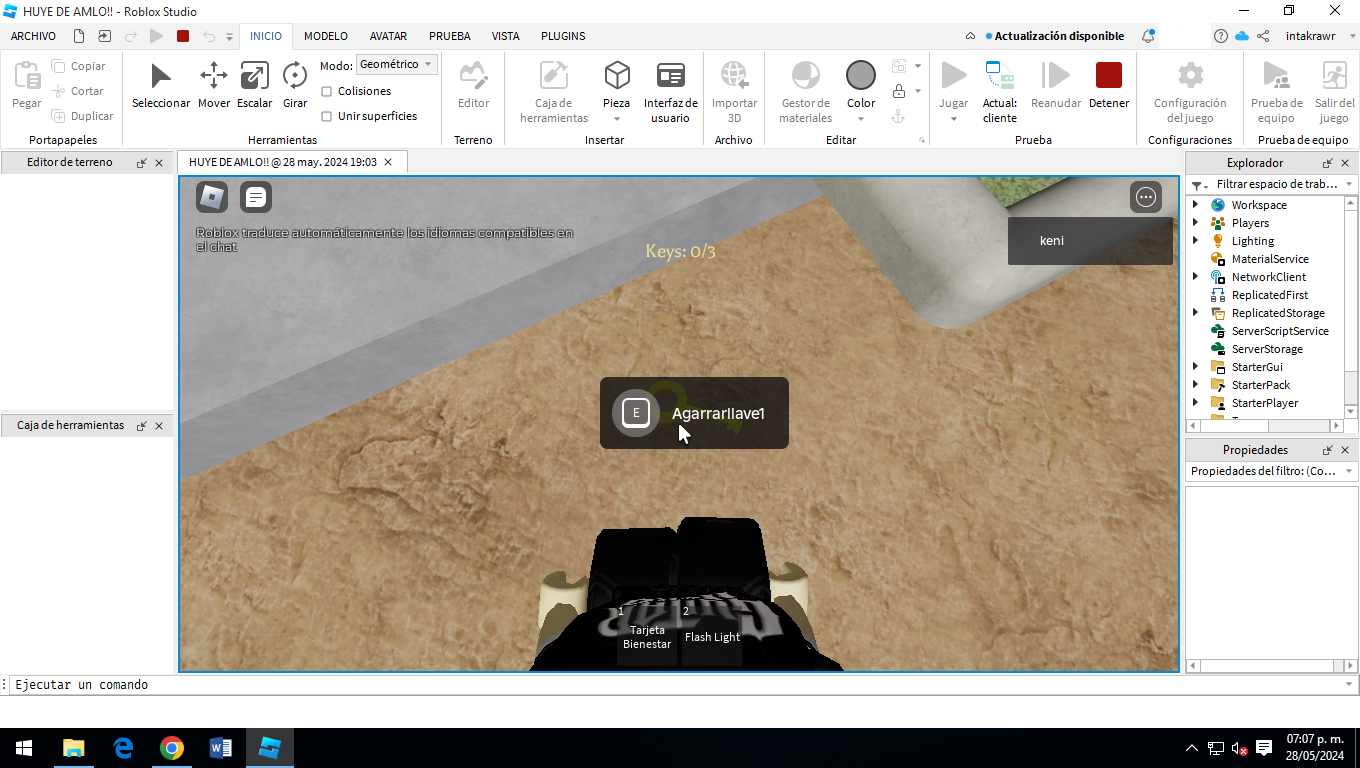 HUYE DE AMLO!! - Roblox Studio
ARCHIVO
INICIO
MODELO
AVATAR
PRUEBA
VISTA
PLUGINS
Actualización disponible
intakrawr
Pegar
Copiar
Cortar
Duplicar
Portapapeles
Seleccionar
Mover
Escalar
Girar
Modo:
Geométrico
Colisiones
Unir superficies
Herramientas
Editor
Terreno
Caja de
herramientas
Pieza
Interfaz de
usuario
Insertar
Importar
3D
Archivo
Gestor de
materiales
Color
Editar
Jugar
Actual:
cliente
Reanudar
Detener
Prueba
Configuración
del juego
Configuraciones
Prueba de
equipo
Salir del
juego
Prueba de equipo
Editor de terreno
HUYE DE AMLO!! @ 28 may. 2024 19:03
Explorador
Filtrar espacio de trab...
Workspace
Players
Lighting
MaterialService
NetworkClient
ReplicatedFirst
ReplicatedStorage
ServerScriptService
ServerStorage
StarterGui
StarterPack
StarterPlayer
Roblox traduce automáticamente los idiomas compatibles en
el chat
Keys: 0/3
keni
E
Agarrarllave1
1
Tarjeta
Bienestar
2
Flash Light
Caja de herramientas
Propiedades
Propiedades del filtro: (Co...
Ejecutar un comando
07:07 p. m.
28/05/2024